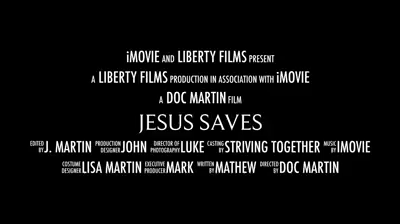 iMOVIE AND LIBERTY FILMS PRESENT
A LIBERTY FILMS PRODUCTION IN ASSOCIATION WITH iMOVIE
A DOC MARTIN FILM
JESUS SAVES
EDITED BY J. MARTIN PRODUCTION DESIGNER JOHN DIRECTOR OF PHOTOGRAPHY LUKE CASTING BY STRIVING TOGETHER MUSIC BY IMOVIE
COSTUME DESIGNER LISA MARTIN EXECUTIVE PRODUCER MARK WRITTEN BY MATHEW DIRECTED BY DOC MARTIN